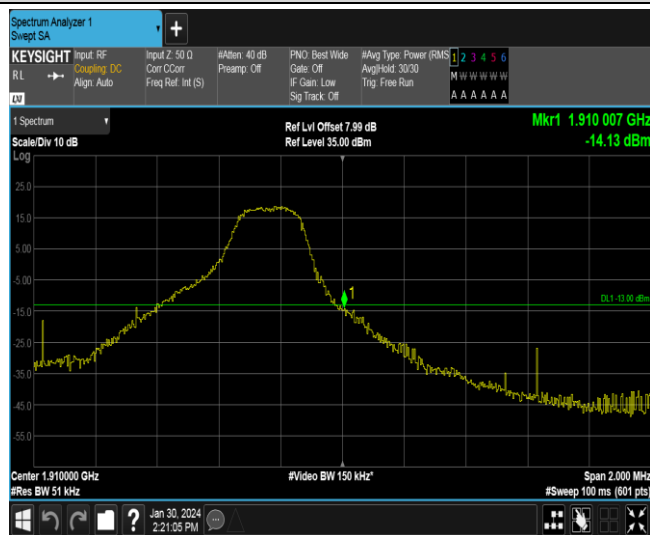 Spectrum Analyzer 1
Swept SA
KEYSIGHT
RL
LXI
Input: RF
Coupling: DC
Align: Auto
Input Z: 50 Ω
Corr CCorr
Freq Ref: Int (S)
#Atten: 40 dB
Preamp: Off
PNO: Best Wide
Gate: Off
IF Gain: Low
Sig Track: Off
#Avg Type: Power (RMS
Avg|Hold: 30/30
Trig: Free Run
1 2 3 4 5 6
M W W W W W
A A A A A A
1 Spectrum
Scale/Div 10 dB
Log
Ref Lvl Offset 7.99 dB
Ref Level 35.00 dBm
Mkr1 1.910 007 GHz
-14.13 dBm
25.0
15.0
5.00
-5.00
-15.0
-25.0
-35.0
-45.0
-55.0
1
DL1 -13.00 dBm
Center 1.910000 GHz
#Res BW 51 kHz
#Video BW 150 kHz*
Span 2.000 MHz
#Sweep 100 ms (601 pts)
?
Jan 30, 2024
2:21:05 PM